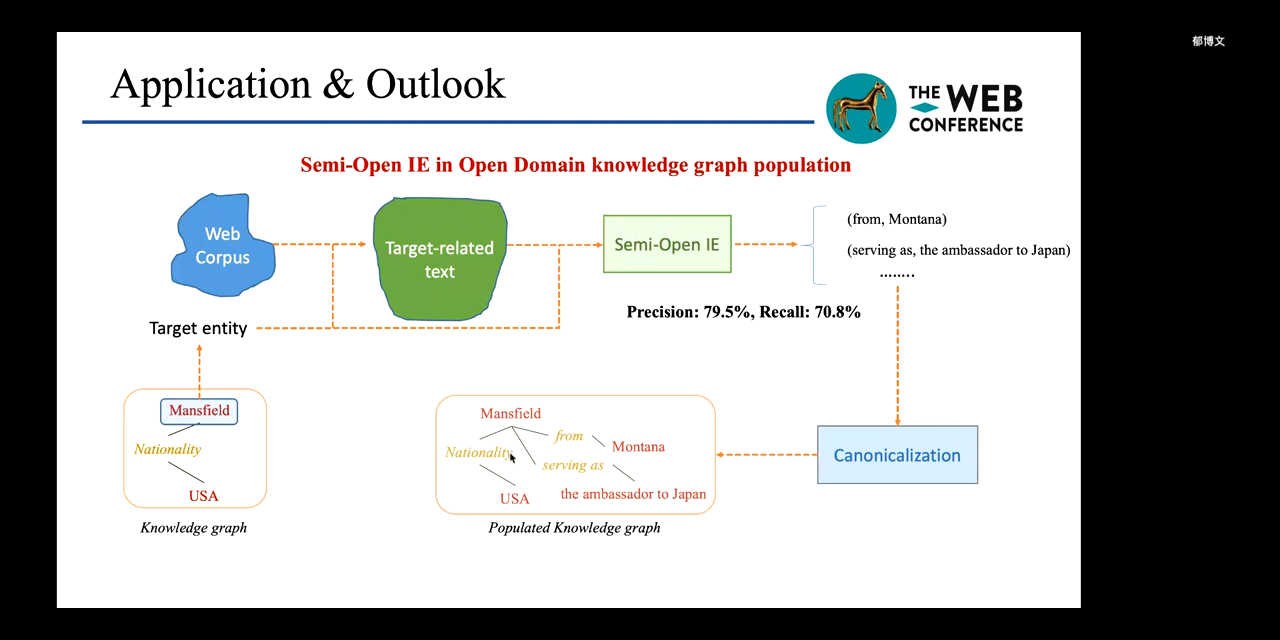 郁博文
Application & Outlook
THE WEB
CONFERENCE
Semi-Open IE in Open Domain knowledge graph population
Web
Corpus
Target-related
text
Semi-Open IE
(from, Montana)
(serving as, the ambassador to Japan)
........
Precision: 79.5%, Recall: 70.8%
Target entity
Mansfield
Nationality
USA
Knowledge graph
Mansfield
from
Nationality
Montana
serving as
USA
the ambassador to Japan
Populated Knowledge graph
Canonicalization